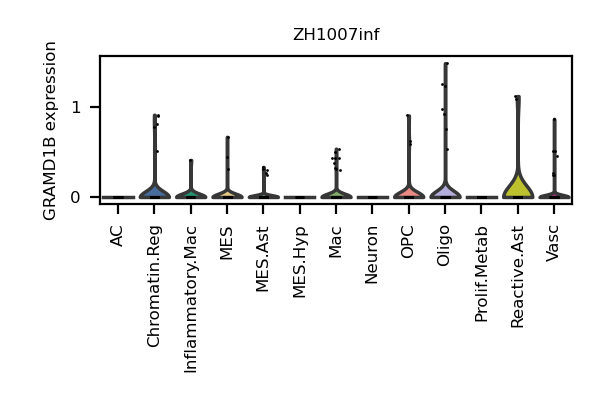 ZH1007inf
GRAMD1B expression
1
0
AC
Chromatin.Reg
Inflammatory.Mac
MES
MES.Ast
MES.Hyp
Mac
Neuron
OPC
Oligo
Prolif.Metab
Reactive.Ast
Vasc